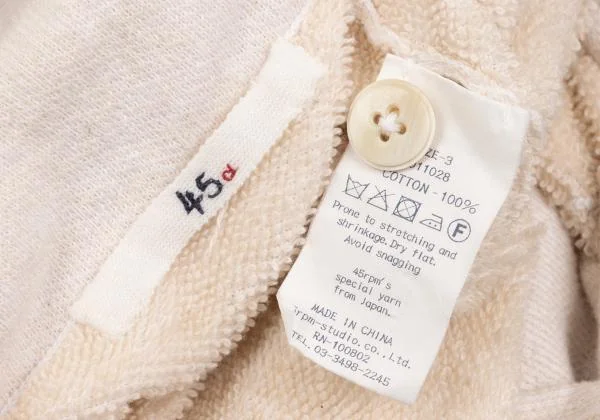 45R
ZE-3
011028
COTTON-100%
F
Prone to stretching and
shrinkage. Dry flat.
Avoid snagging
45rpm's
special yarn
from Japan.
MADE IN CHINA
rpm-studio.co.,Ltd.
RN-100802
TEL.03-3498-2245